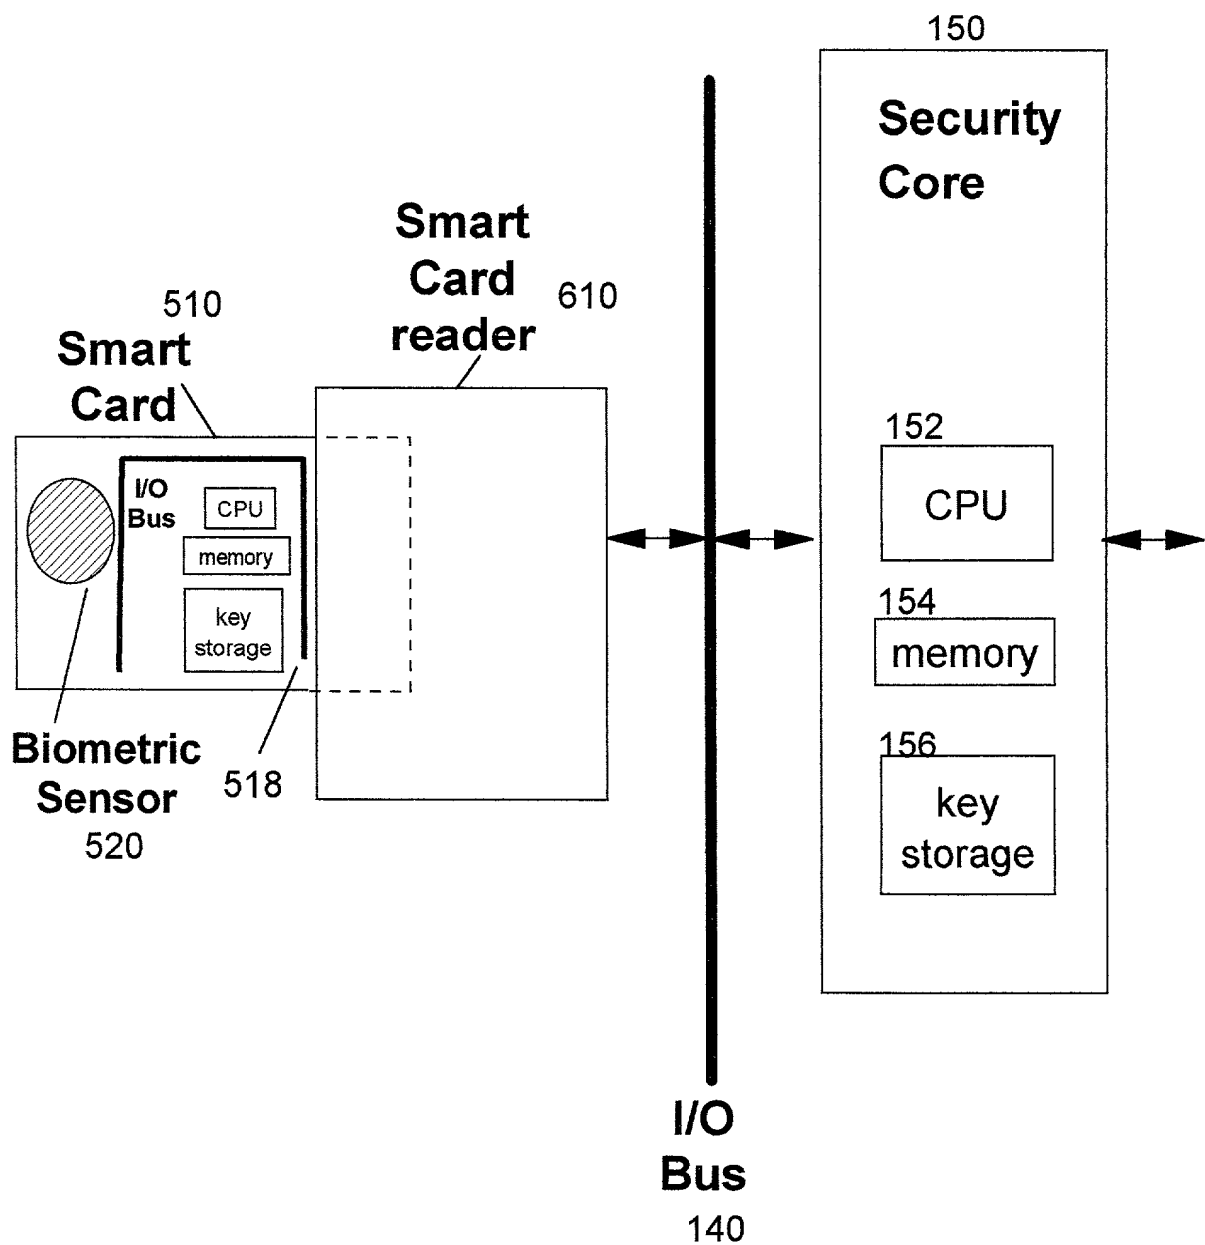 150
Security
Core
Smart
Card
reader
610
510
Smart
Card
I/O
Bus
CPU
memory
key
storage
152
CPU
154
memory
156
key
storage
Biometric
Sensor
520
518
I/O
Bus
140